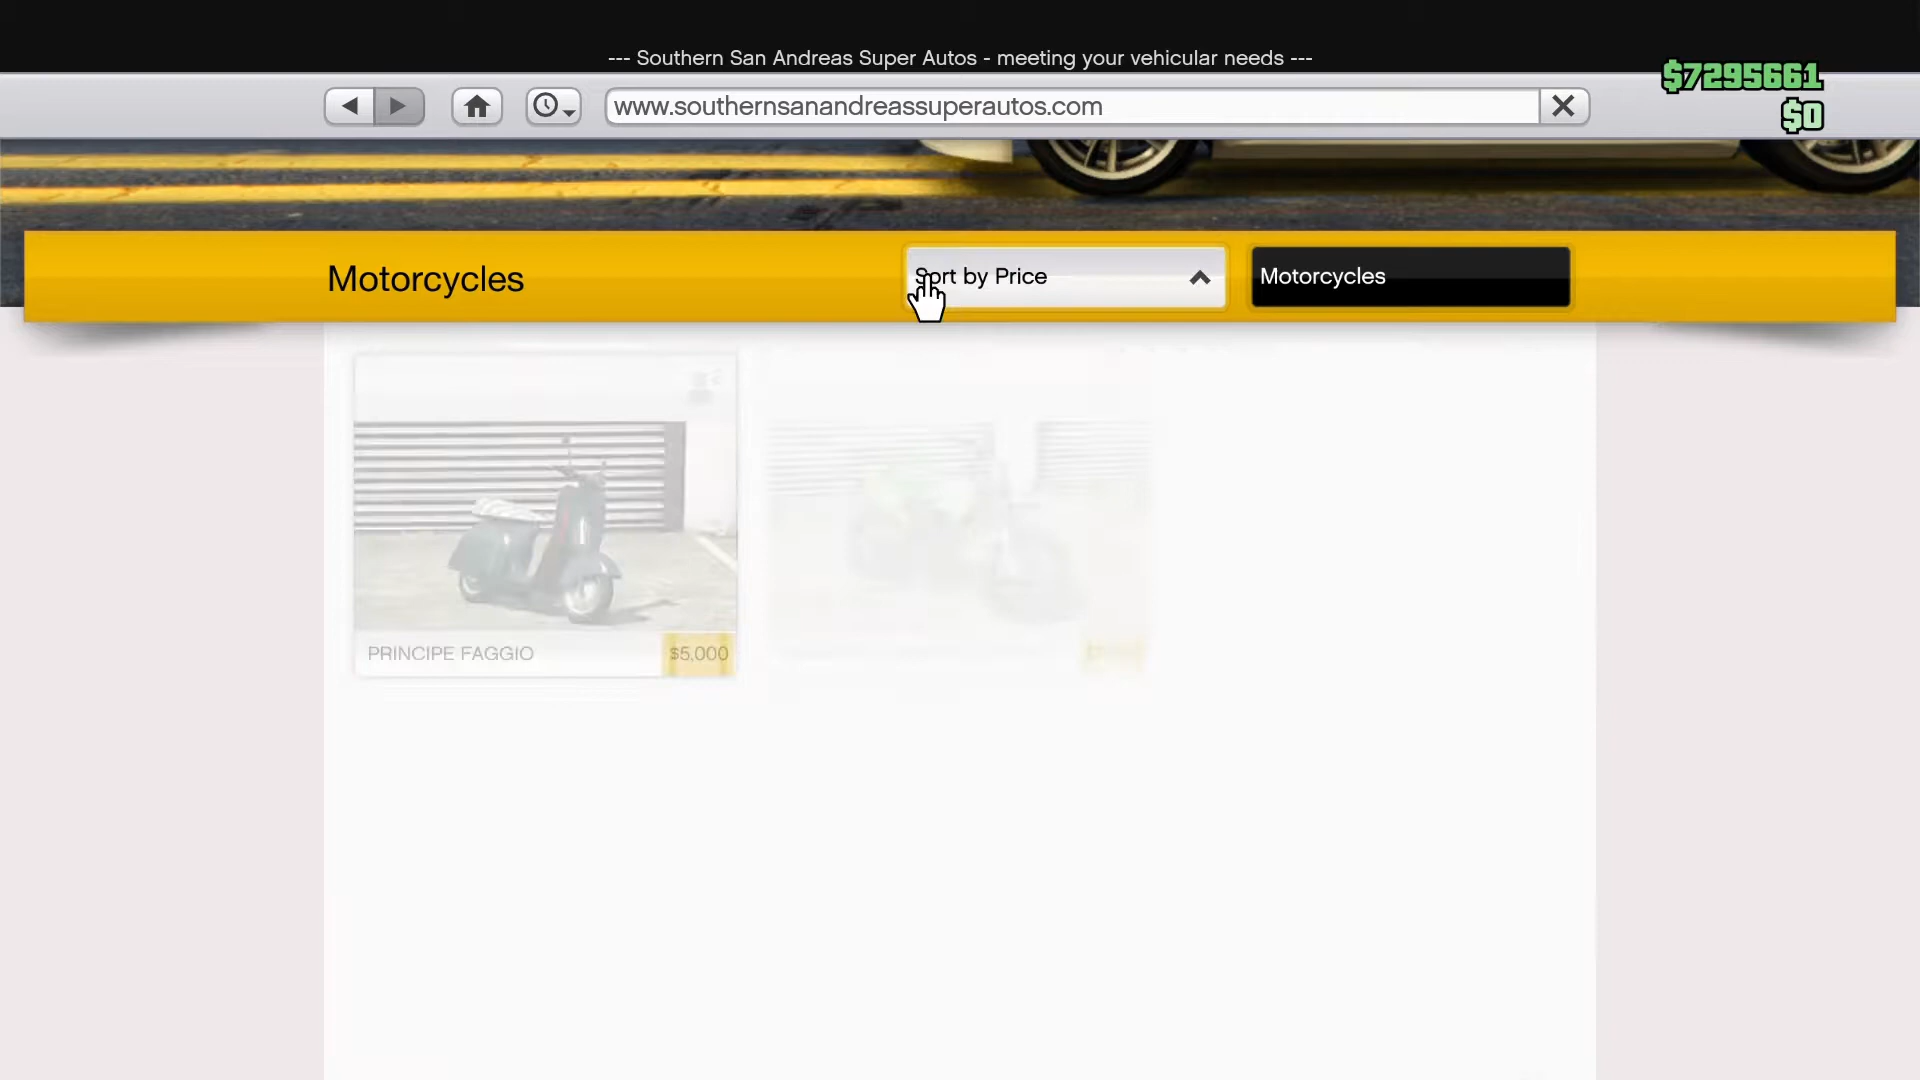 --- Southern San Andreas Super Autos - meeting your vehicular needs ---
$7295661
www.southernsanandreassuperautos.com
$0
Motorcycles
Sort by Price
Motorcycles
PRINCIPE FAGGIO
$5,000